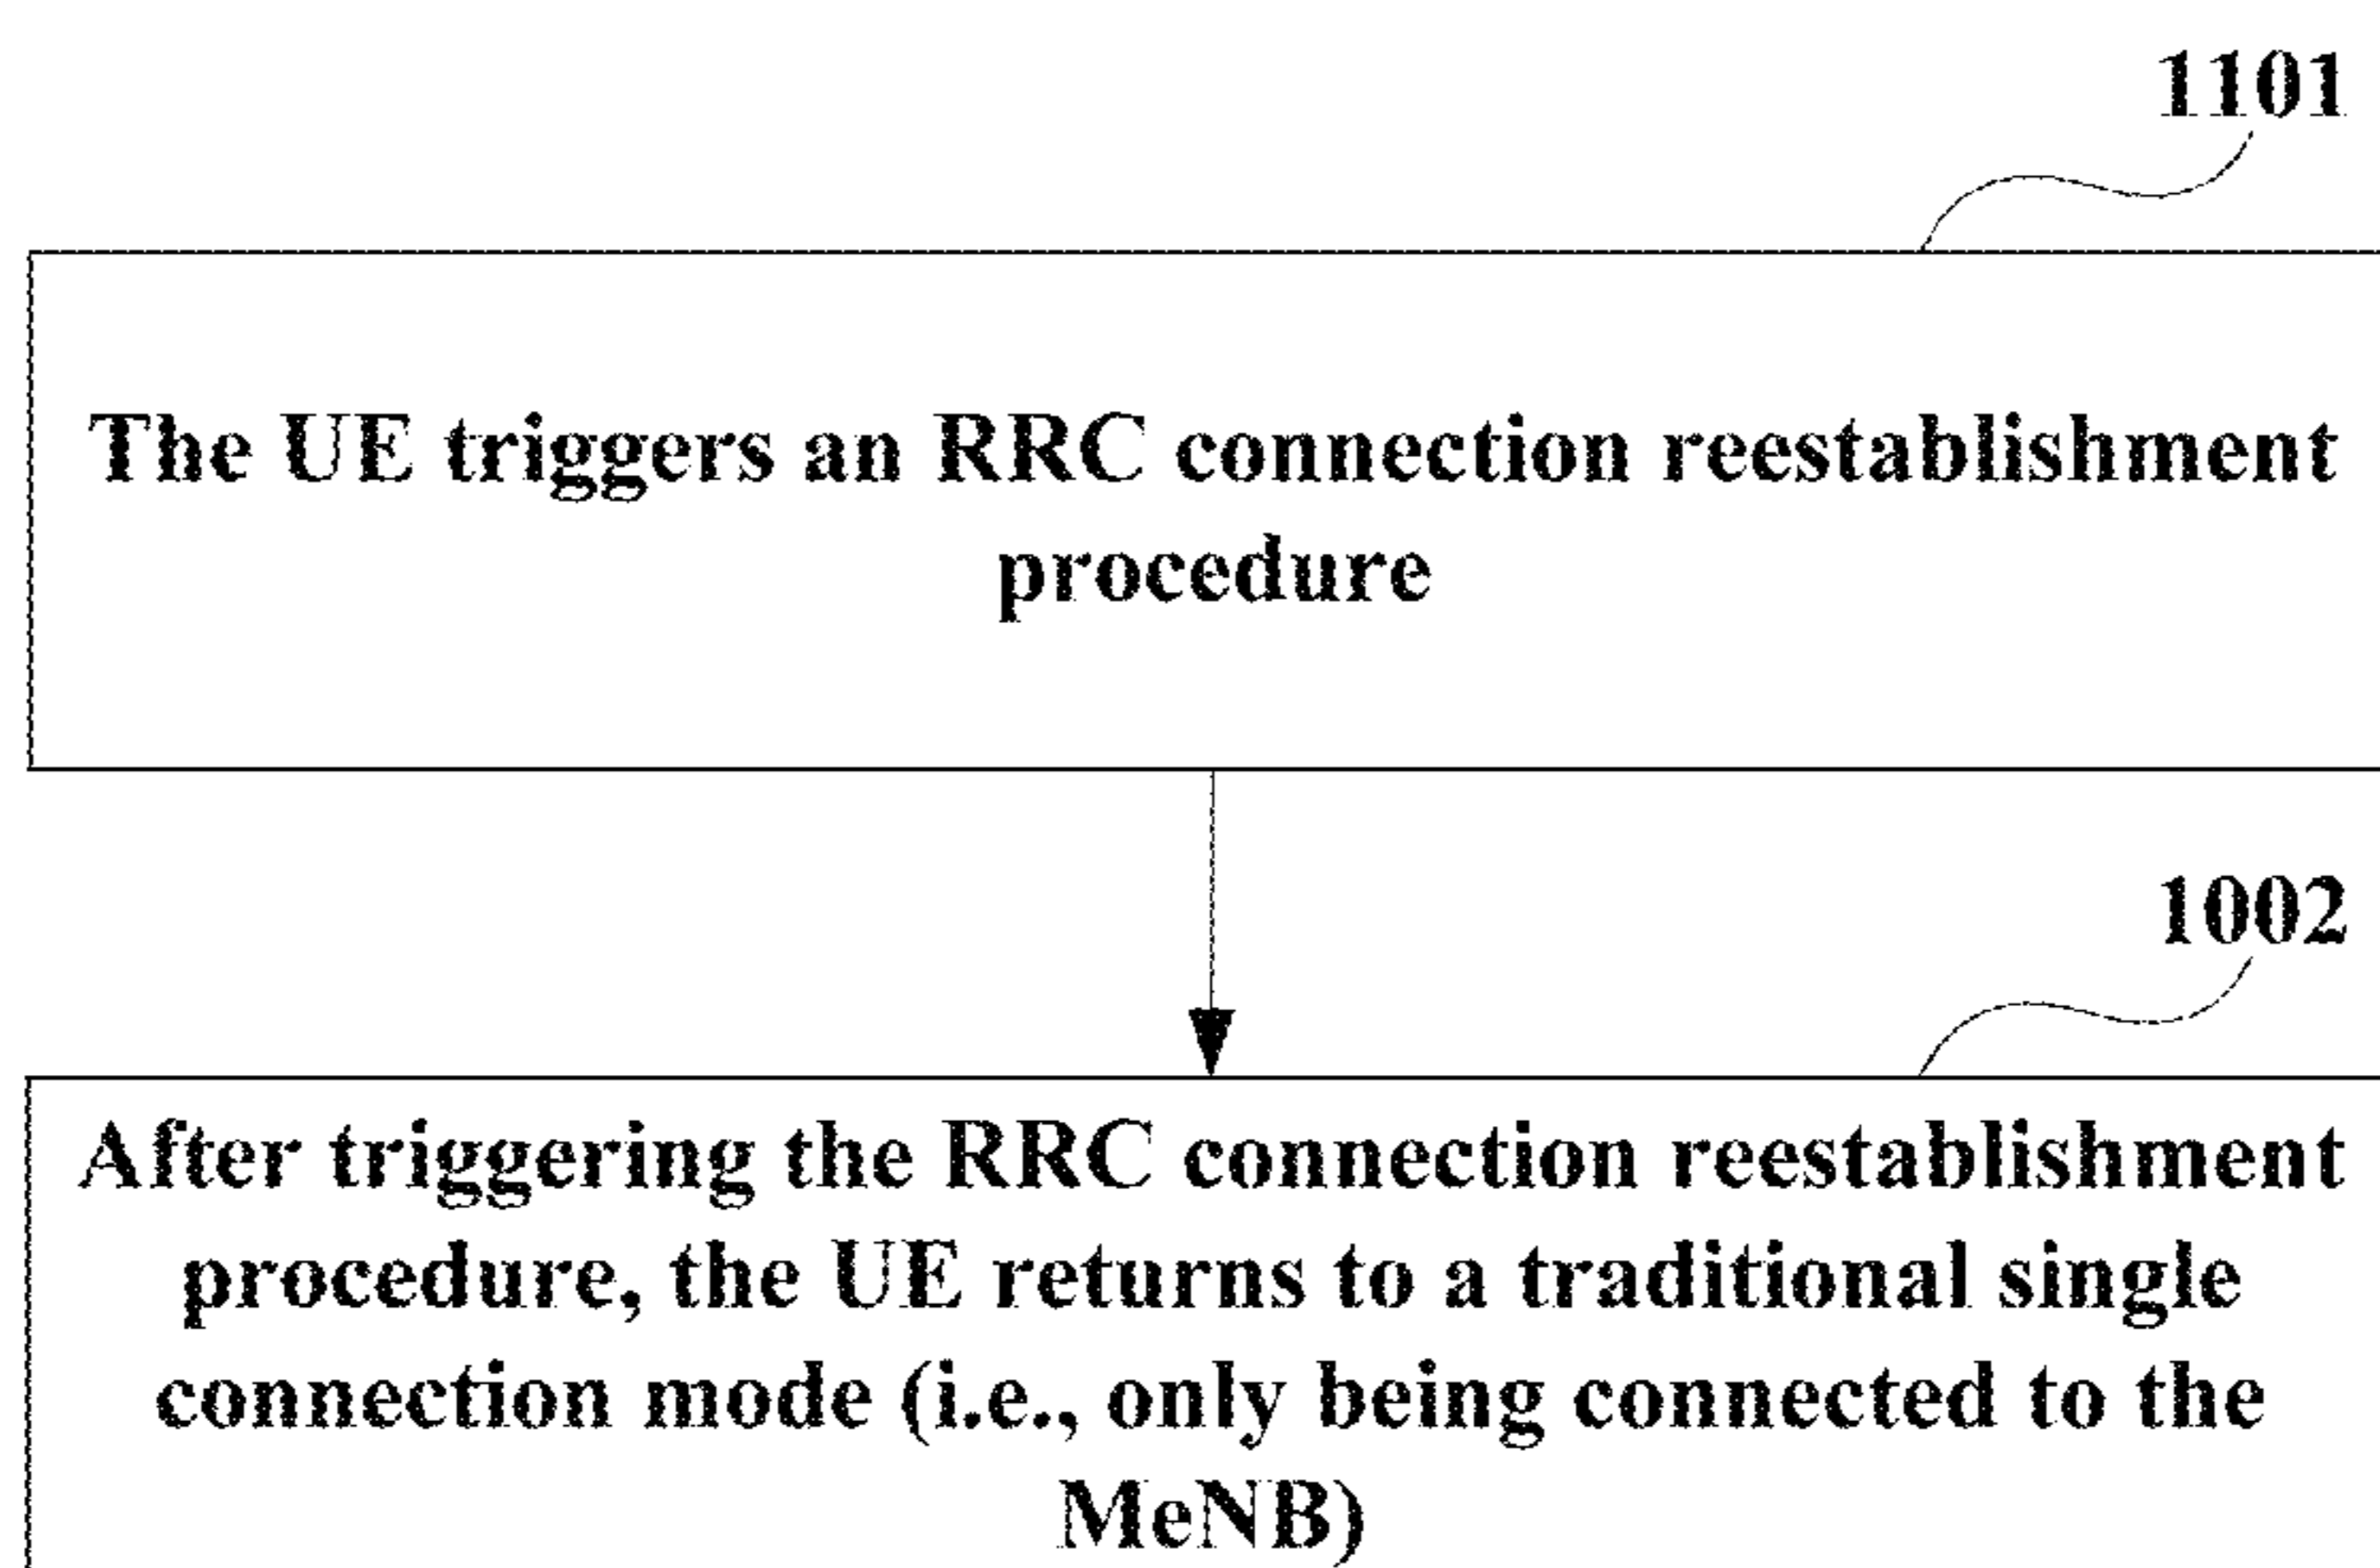 1101
The UE triggers an RRC connection reestablishment
procedure
1002
After triggering the RRC connection reestablishment
procedure, the UE returns to a traditional single
connection mode (i.e., only being connected to the
MeNB)